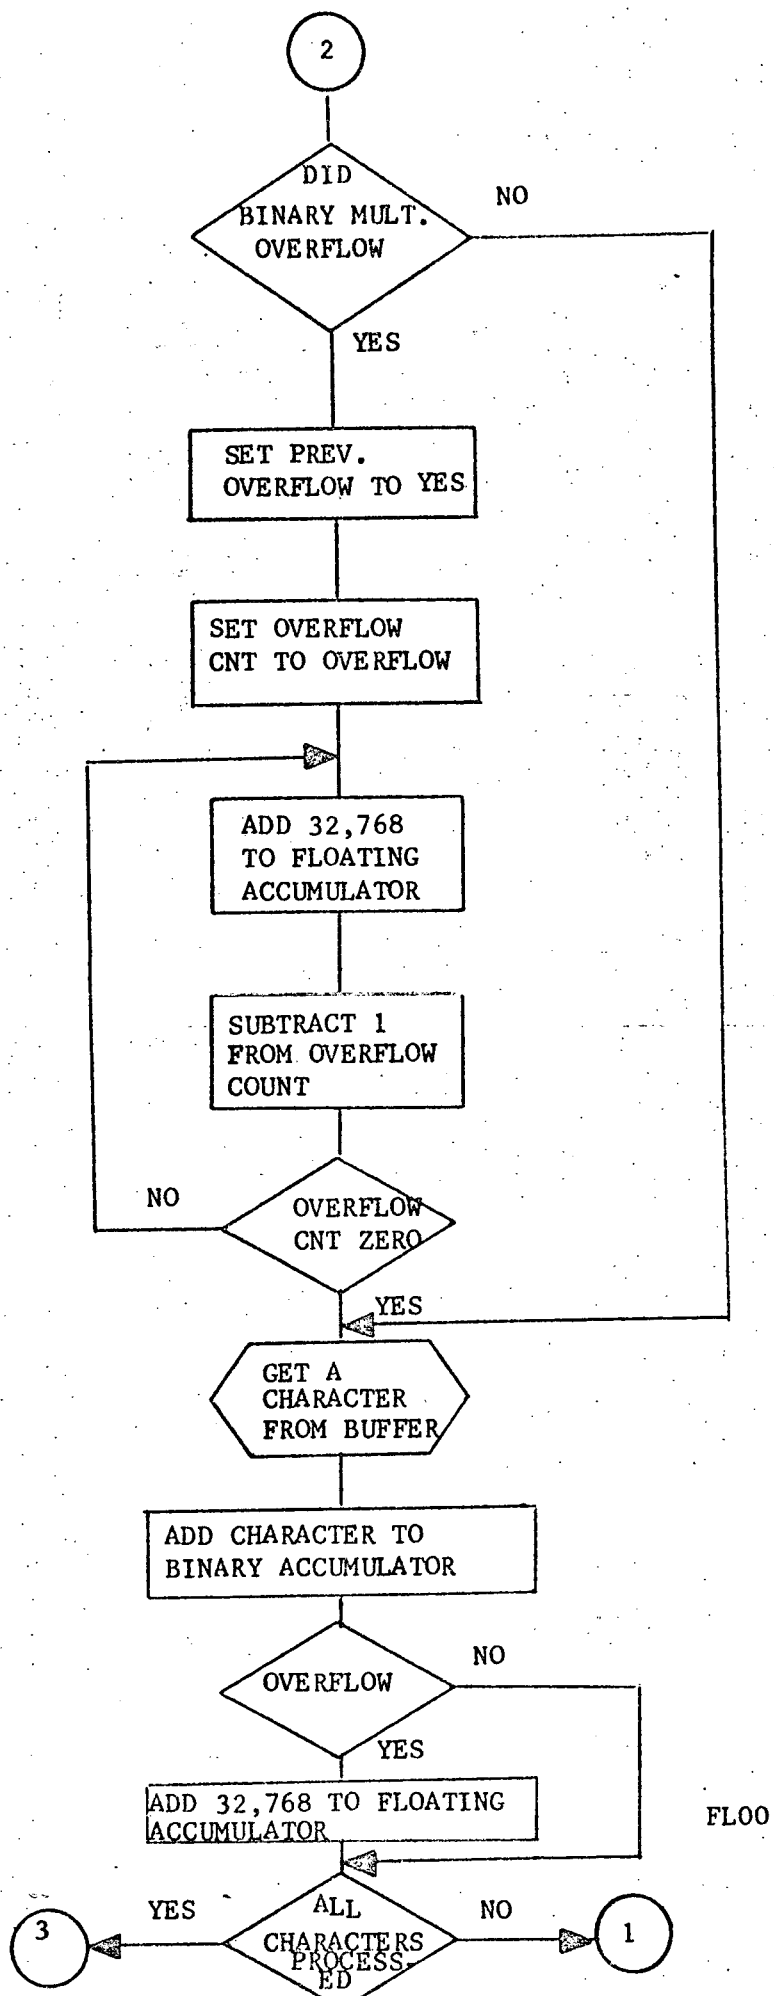 2
DID
BINARY MULT.
OVERFLOW
NO
YES
SET PREV.
OVERFLOW TO YES
SET OVERFLOW
CNT TO OVERFLOW
ADD 32,768
TO FLOATING
ACCUMULATOR
SUBTRACT 1
FROM OVERFLOW
COUNT
NO
OVERFLOW
CNT ZERO
YES
GET A
CHARACTER
FROM BUFFER
ADD CHARACTER TO
BINARY ACCUMULATOR
OVERFLOW
NO
YES
ADD 32,768 TO FLOATING
ACCUMULATOR
FLOO
3
YES
ALL
CHARACTERS
PROCESS-
ED
NO
1